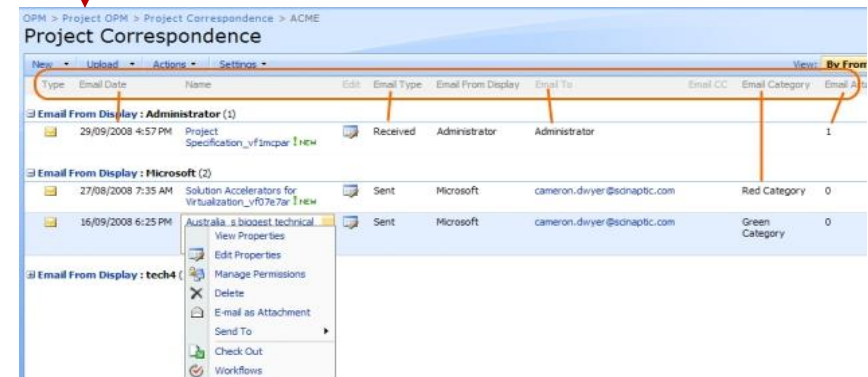 OPM > Project OPM > Project Correspondence > ACME
Project Correspondence
New Upload Actions Settings View: By From
Type Email Date Name Edit Email Type Email From Display Email To Email CC Email Category Email
Email From Display : Administrator (1)
29/09/2008 4:57 PM Project Received Administrator Administrator 1
Specification_vf1mcpar ! NEW
Email From Display : Microsoft (2)
27/08/2008 7:35 AM Solution Accelerators for Sent Microsoft cameron.dwyer@scinaptic.com Red Category 0
Virtualization_vf07e7ar ! NEW
16/09/2008 6:25 PM Australia s biggest technical Sent Microsoft cameron.dwyer@scinaptic.com Green 0
Category
View Properties
Edit Properties
Email From Display : tech4 (
Manage Permissions
Delete
E-mail as Attachment
Send To
Check Out
Workflows